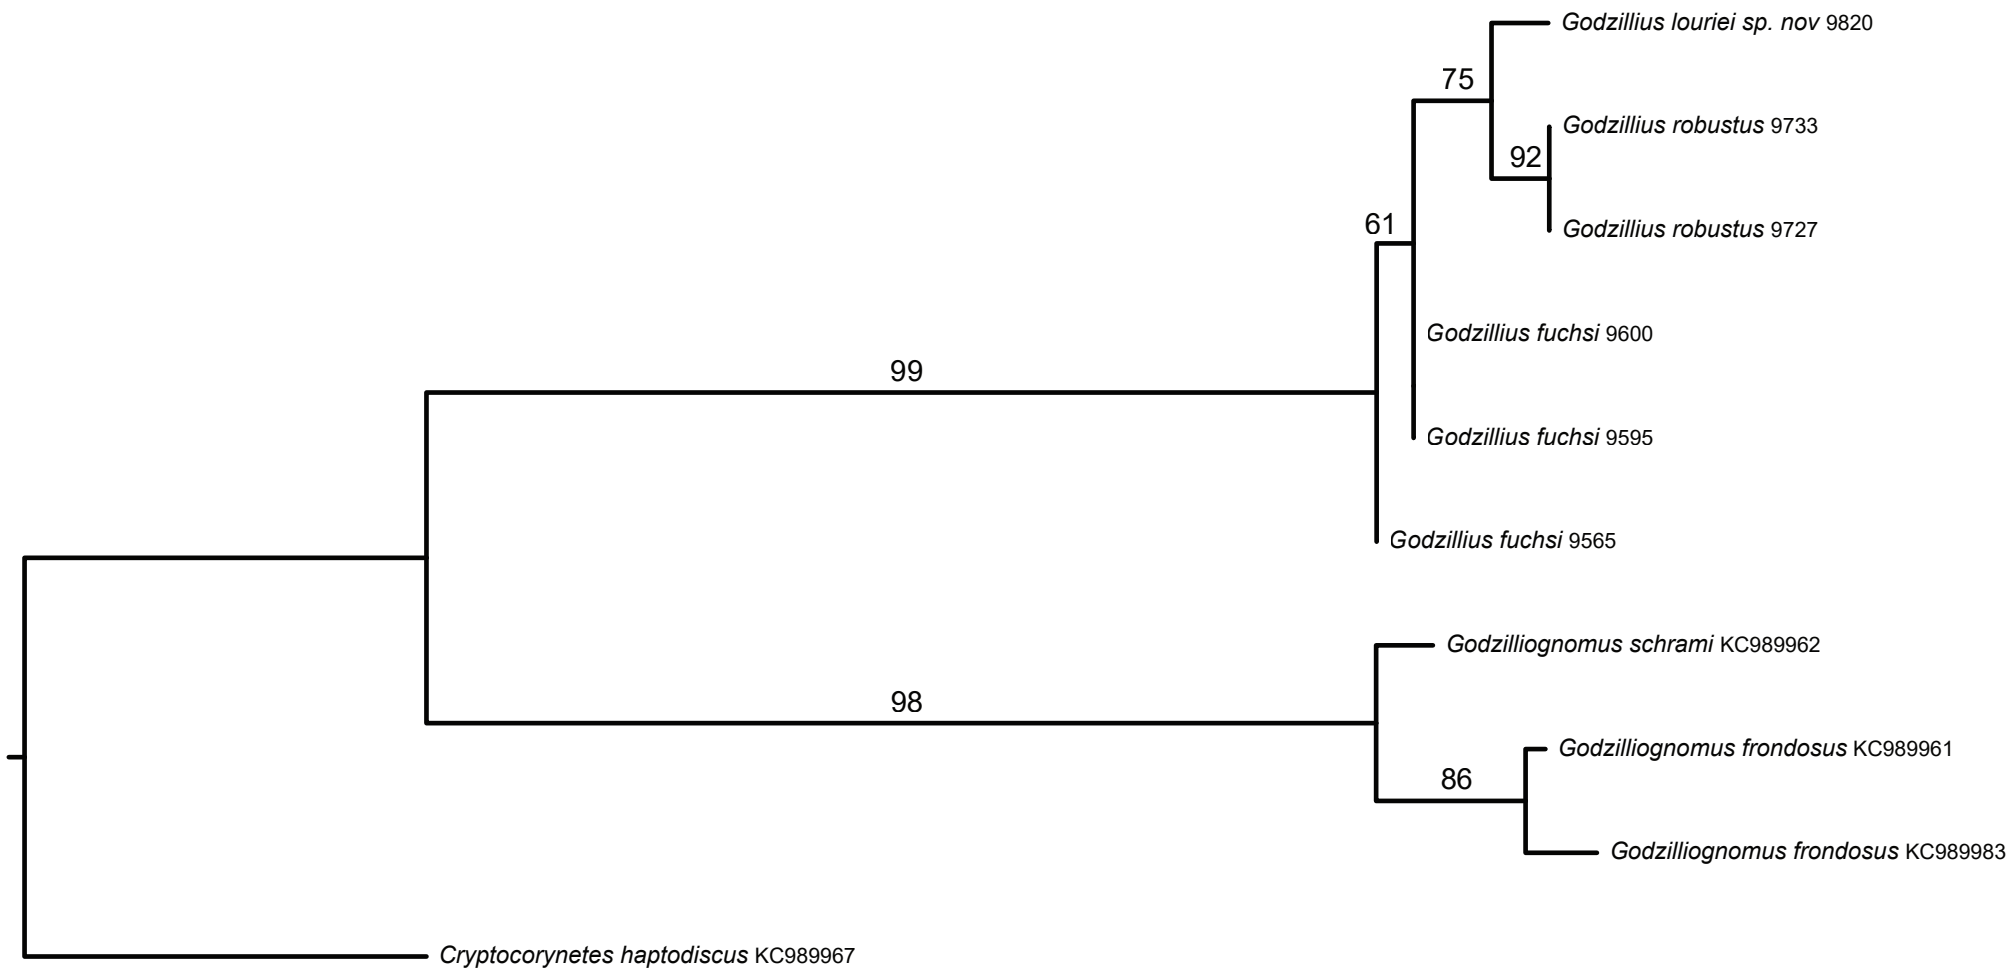 Godzillius louriei sp. nov 9820
75
Godzillius robustus 9733
92
Godzillius robustus 9727
61
Godzillius fuchsi 9600
99
Godzillius fuchsi 9595
Godzillius fuchsi 9565
Godzilliognomus schrami KC989962
98
Godzilliognomus frondosus KC989961
86
Godzilliognomus frondosus KC989983
Cryptocorynetes haptodiscus KC989967